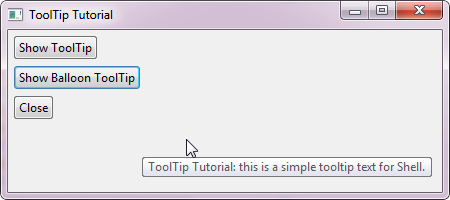 ToolTip Tutorial
Show ToolTip
Show Balloon ToolTip
Close
ToolTip Tutorial: this is a simple tooltip text for Shell.